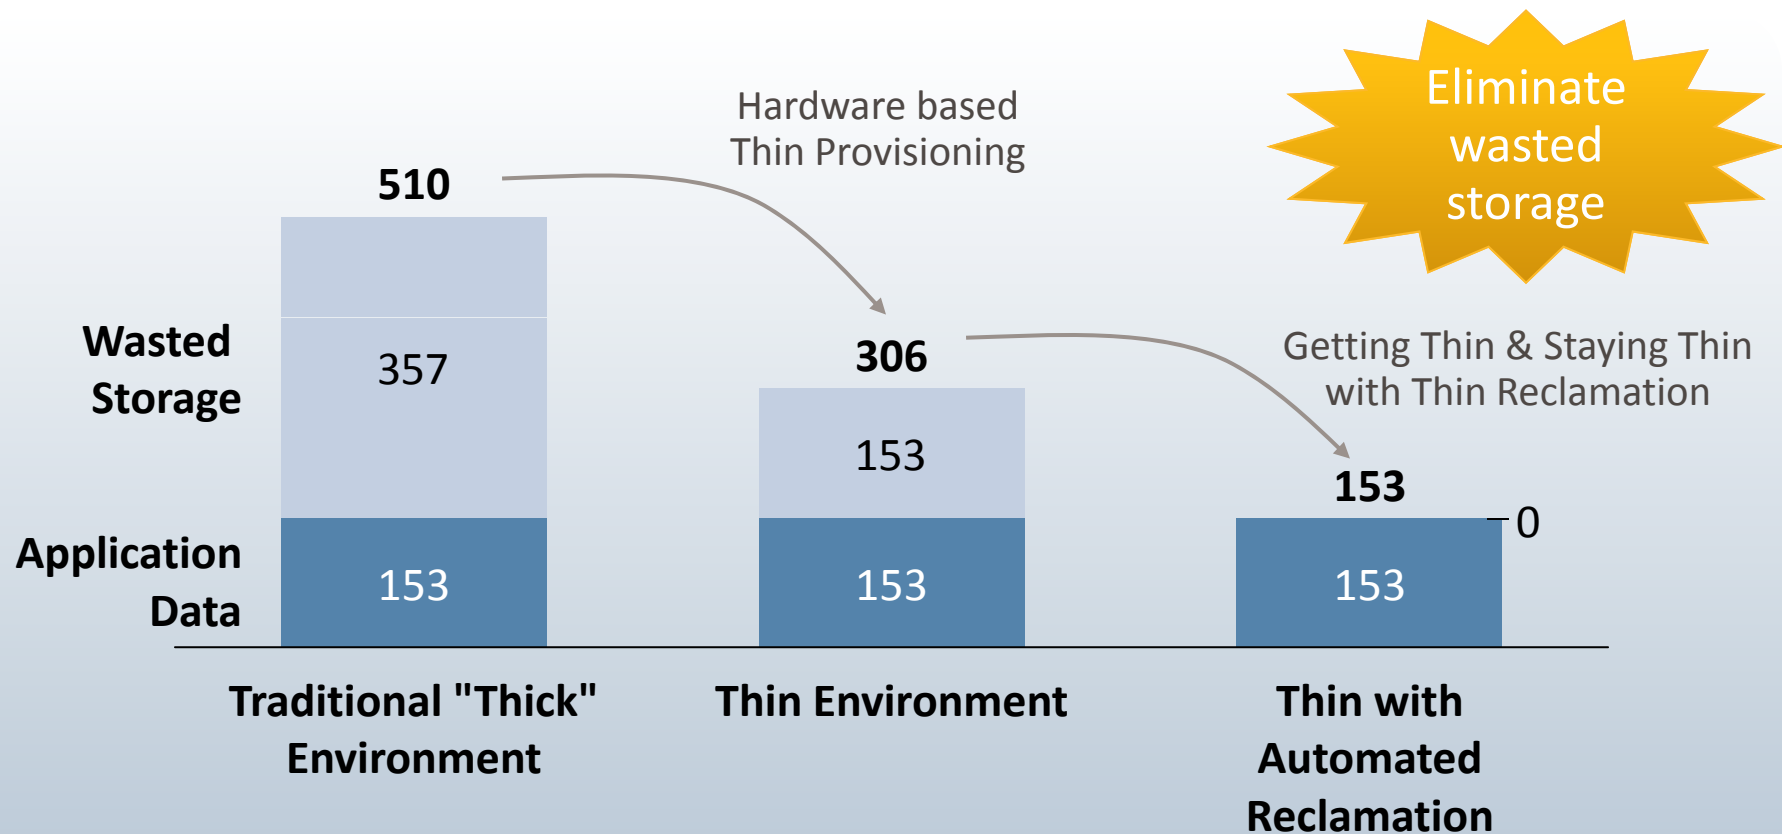 Eliminate
wasted
storage
Hardware based
Thin Provisioning
510
Wasted
Storage
357
306
Getting Thin & Staying Thin
with Thin Reclamation
153
153
0
Application
Data
153
153
153
Traditional "Thick"
Environment
Thin Environment
Thin with
Automated
Reclamation